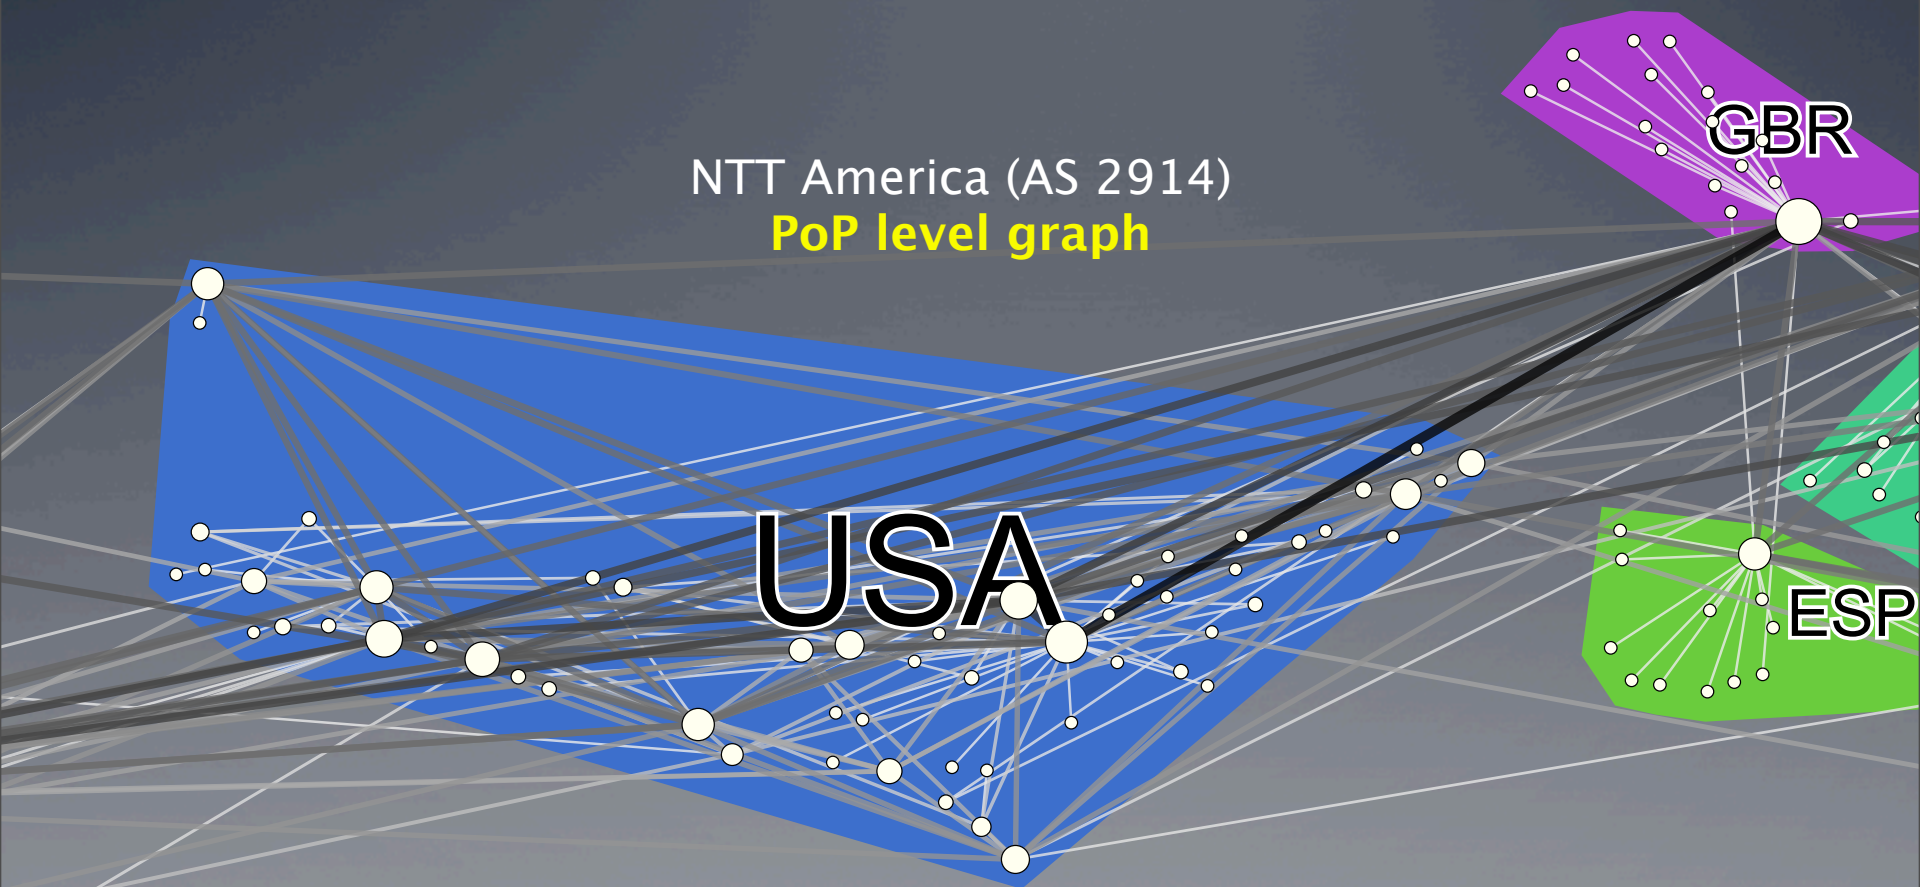 NTT America (AS 2914)
PoP level graph
GBR
USA
ESP